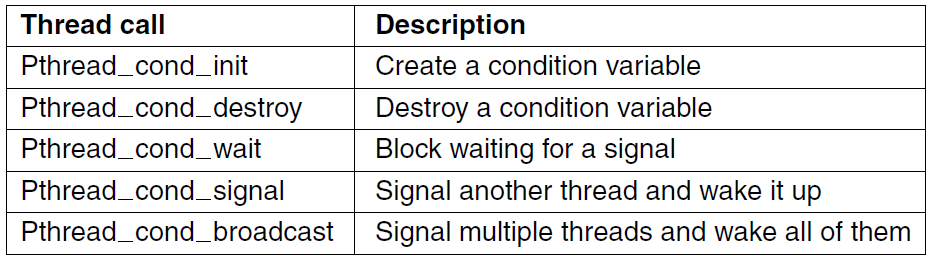 Thread call Description
Pthread_cond_init Create a condition variable
Pthread_cond_destroy Destroy a condition variable
Pthread_cond_wait Block waiting for a signal
Pthread_cond_signal Signal another thread and wake it up
Pthread_cond_broadcast Signal multiple threads and wake all of them